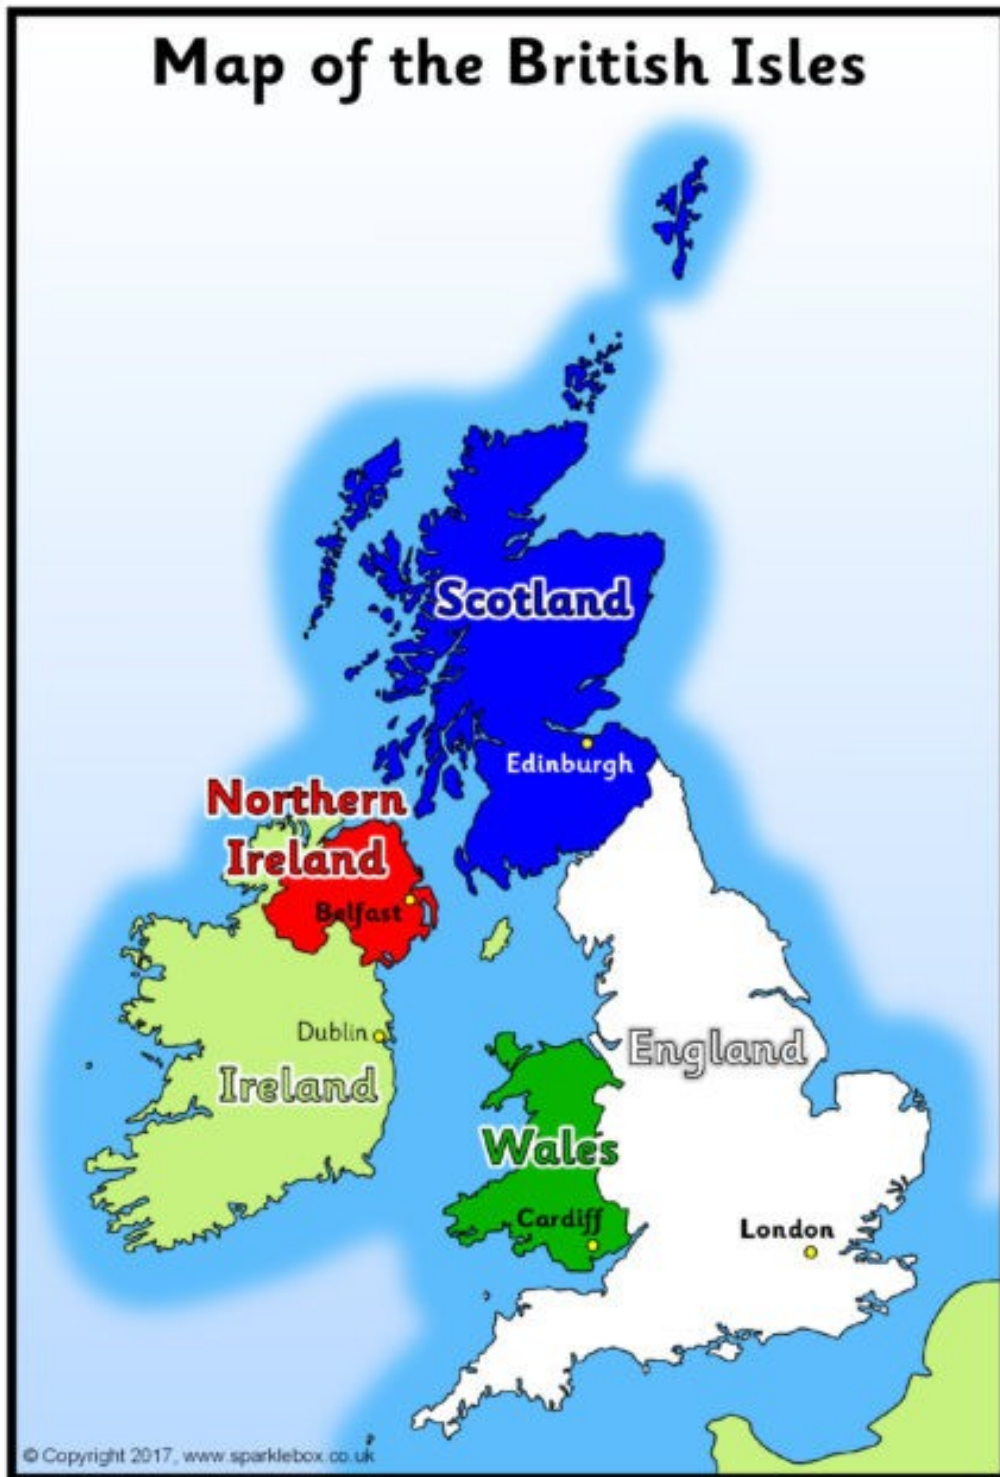 Map of the British Isles
Scotland
Edinburgh
Northern
Ireland
Belfast
Dublin
Ireland
England
Wales
Cardiff
London
© Copyright 2017, www.sparklebox.co.uk